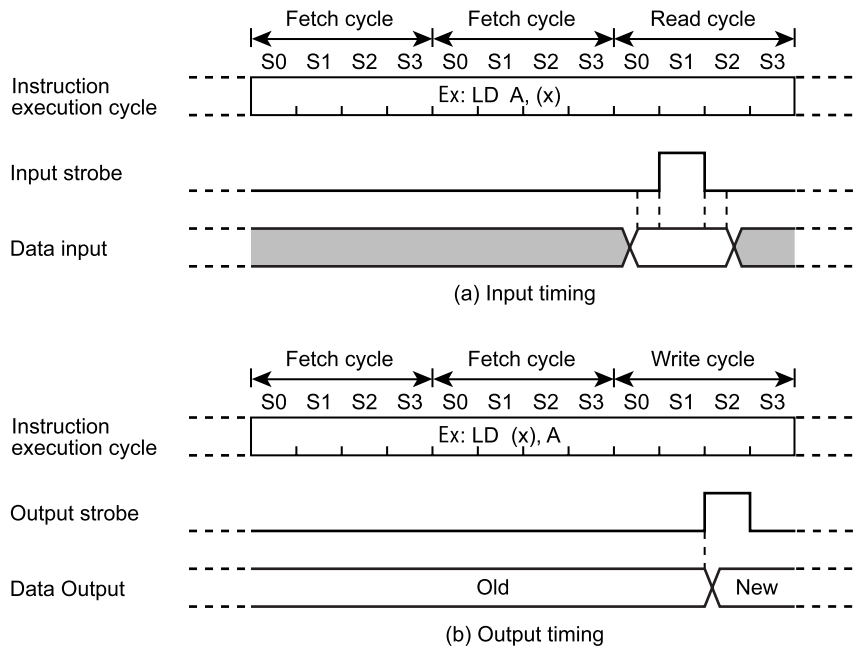 Fetch cycle Fetch cycle Read cycle
S0 S1 S2 S3 S0 S1 S2 S3 S0 S1 S2 S3
Instruction
execution cycle
Ex: LD A, (x)
Input strobe
Data input
(a) Input timing
Fetch cycle Fetch cycle Write cycle
S0 S1 S2 S3 S0 S1 S2 S3 S0 S1 S2 S3
Instruction
execution cycle
Ex: LD (x), A
Output strobe
Data Output Old New
(b) Output timing